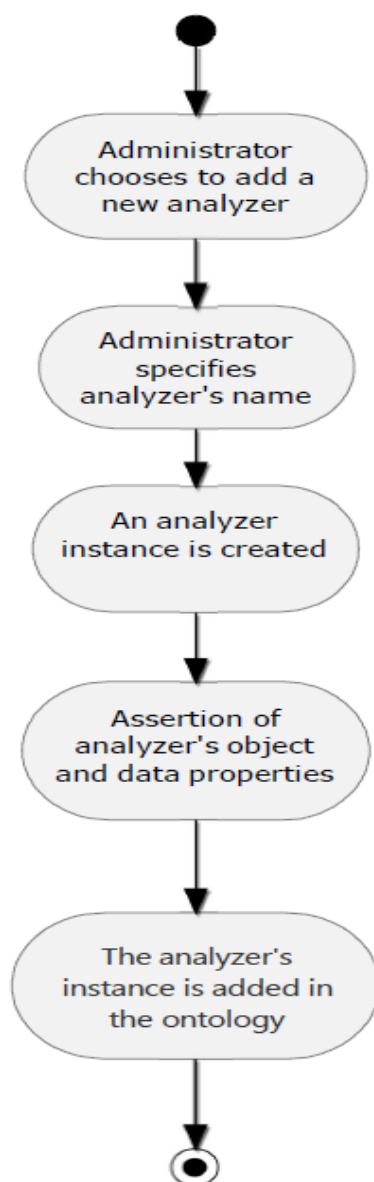 Administrator
chooses to add a
new analyzer
Administrator
specifies
analyzer's name
An analyzer
instance is created
Assertion of
analyzer's object
and data properties
The analyzer's
instance is added in
the ontology